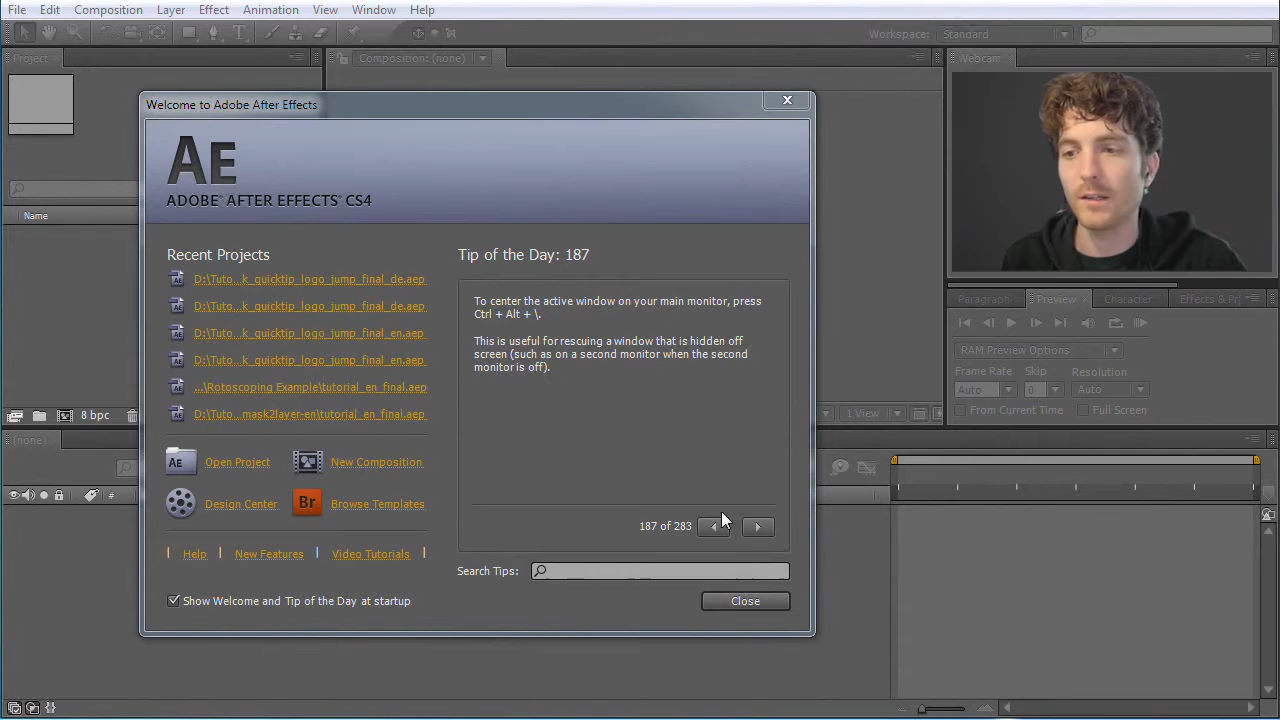 File Edit Composition Layer Effect Animation View Window Help
Workspace: Standard
Project
Composition: (none)
Webcam
Welcome to Adobe After Effects
AE
ADOBE® AFTER EFFECTS® CS4
Name
Recent Projects
D:\Tuto...k_quicktip_logo_jump_final_de.aep
D:\Tuto...k_quicktip_logo_jump_final_de.aep
D:\Tuto...k_quicktip_logo_jump_final_en.aep
D:\Tuto...k_quicktip_logo_jump_final_en.aep
...\Rotoscoping Example\tutorial_en_final.aep
D:\Tuto...mask2layer-en\tutorial_en_final.aep
Open Project
New Composition
AE
Design Center
Br
Browse Templates
Help
New Features
Video Tutorials
Show Welcome and Tip of the Day at startup
Tip of the Day: 187
To center the active window on your main monitor, press
Ctrl + Alt + \.
This is useful for rescuing a window that is hidden off
screen (such as on a second monitor when the second
monitor is off).
187 of 283
Search Tips:
Close
Paragraph Preview Character Effects & Pr
RAM Preview Options
Frame Rate Skip Resolution
Auto 0 Auto
From Current Time Full Screen
8 bpc
1 View
(none)
#